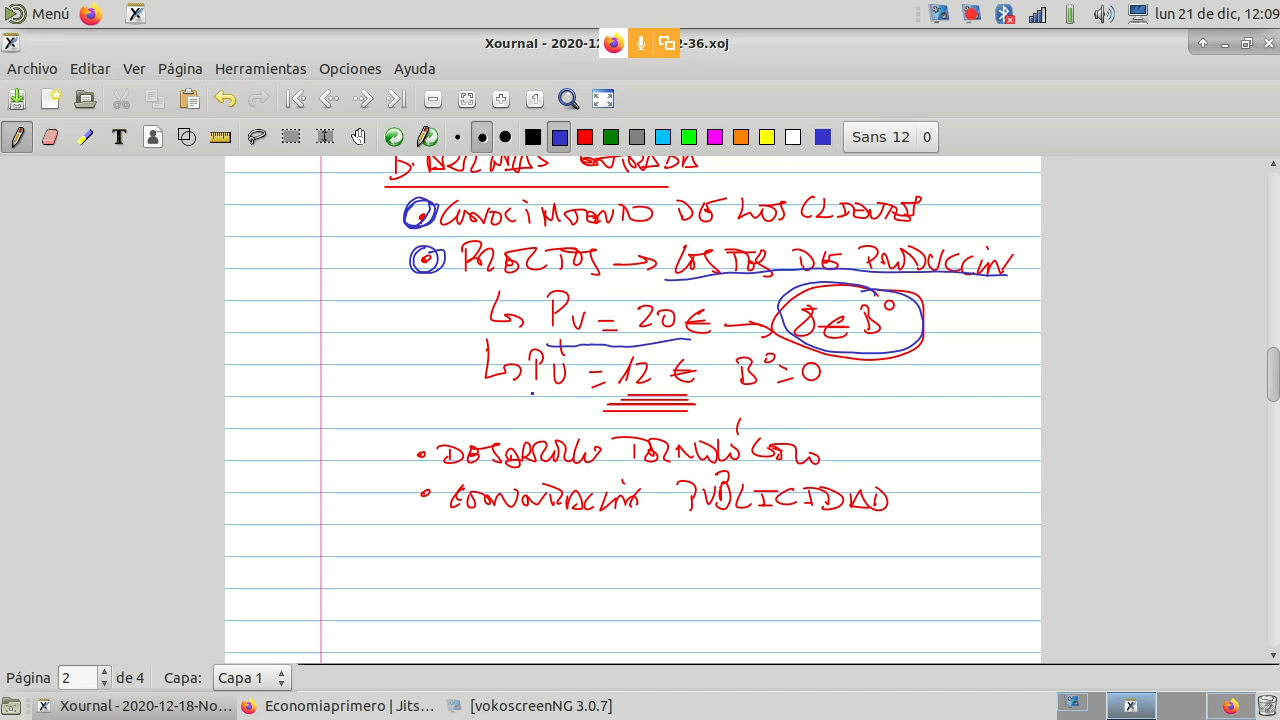 Menú
lun 21 de dic, 12:09
Xournal - 2020-12 2-36.xoj
Archivo Editar Ver Página Herramientas Opciones Ayuda
Sans 12 0
CONOCIMIENTO DE LOS CLIENTES
PRECIOS → COSTES DE PRODUCCIÓN
Pv = 20 € → 8 € Bº
Pv = 12 € Bº = 0
DESARROLLO TECNOLÓGICO
COMUNICACIÓN PUBLICIDAD
Página 2 de 4 Capa: Capa 1
Xournal - 2020-12-18-No... Economiaprimero | Jits... [vokoscreenNG 3.0.7]